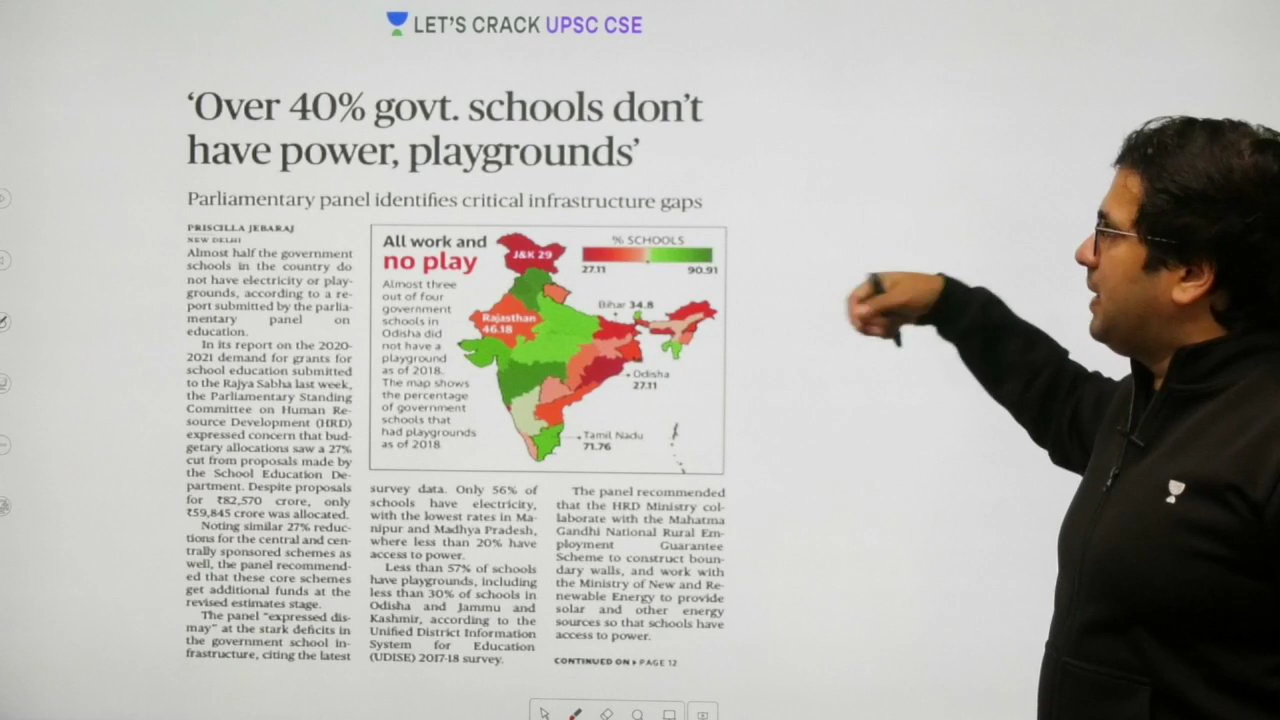 LET'S CRACK UPSC CSE
‘Over 40% govt. schools don’t
have power, playgrounds’
Parliamentary panel identifies critical infrastructure gaps
PRISCILLA JEBARAJ
NEW DELHI
Almost half the government
schools in the country do
not have electricity or play-
grounds, according to a re-
port submitted by the parlia-
mentary panel on
education.
In its report on the 2020-
2021 demand for grants for
school education submitted
to the Rajya Sabha last week,
the Parliamentary Standing
Committee on Human Re-
source Development (HRD)
expressed concern that bud-
getary allocations saw a 27%
cut from proposals made by
the School Education De-
partment. Despite proposals
for ₹82,570 crore, only
₹59,845 crore was allocated.
Noting similar 27% reduc-
tions for the central and cen-
trally sponsored schemes as
well, the panel recommend-
ed that these core schemes
get additional funds at the
revised estimates stage.
The panel “expressed dis-
may” at the stark deficits in
the government school in-
frastructure, citing the latest
All work and
no play
Almost three
out of four
government
schools in
Odisha did
not have a
playground
as of 2018.
The map shows
the percentage
of government
schools that
had playgrounds
as of 2018
% SCHOOLS
27.11 90.91
J&K 29
Bihar 34.8
Rajasthan
46.18
Odisha
27.11
Tamil Nadu
71.76
survey data. Only 56% of
schools have electricity,
with the lowest rates in Ma-
nipur and Madhya Pradesh,
where less than 20% have
access to power.
Less than 57% of schools
have playgrounds, including
less than 30% of schools in
Odisha and Jammu and
Kashmir, according to the
Unified District Information
System for Education
(UDISE) 2017-18 survey.
The panel recommended
that the HRD Ministry col-
laborate with the Mahatma
Gandhi National Rural Em-
ployment Guarantee
Scheme to construct boun-
dary walls, and work with
the Ministry of New and Re-
newable Energy to provide
solar and other energy
sources so that schools have
access to power.
CONTINUED ON ▸ PAGE 12